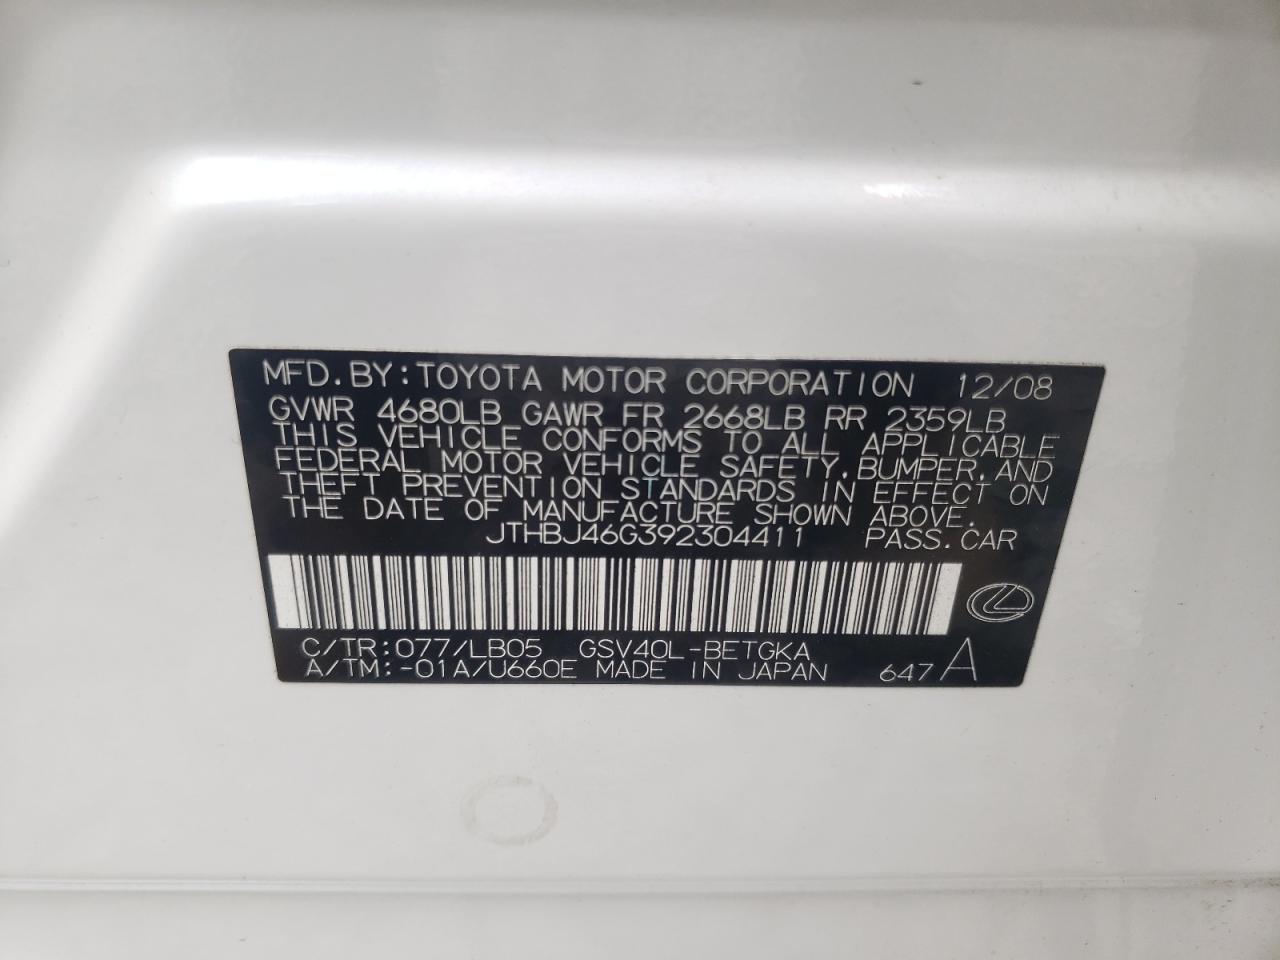 MFD.BY:TOYOTA MOTOR CORPORATION 12/08
GVWR 4680LB GAWR FR 2668LB RR 2359LB
THIS VEHICLE CONFORMS TO ALL APPLICABLE
FEDERAL MOTOR VEHICLE SAFETY,BUMPER,AND
THEFT PREVENTION STANDARDS IN EFFECT ON
THE DATE OF MANUFACTURE SHOWN ABOVE.
JTHBJ46G392304411 PASS.CAR
C/TR:077/LB05 GSV40L-BETGKA
A/TM:-01A/U660E MADE IN JAPAN 647A